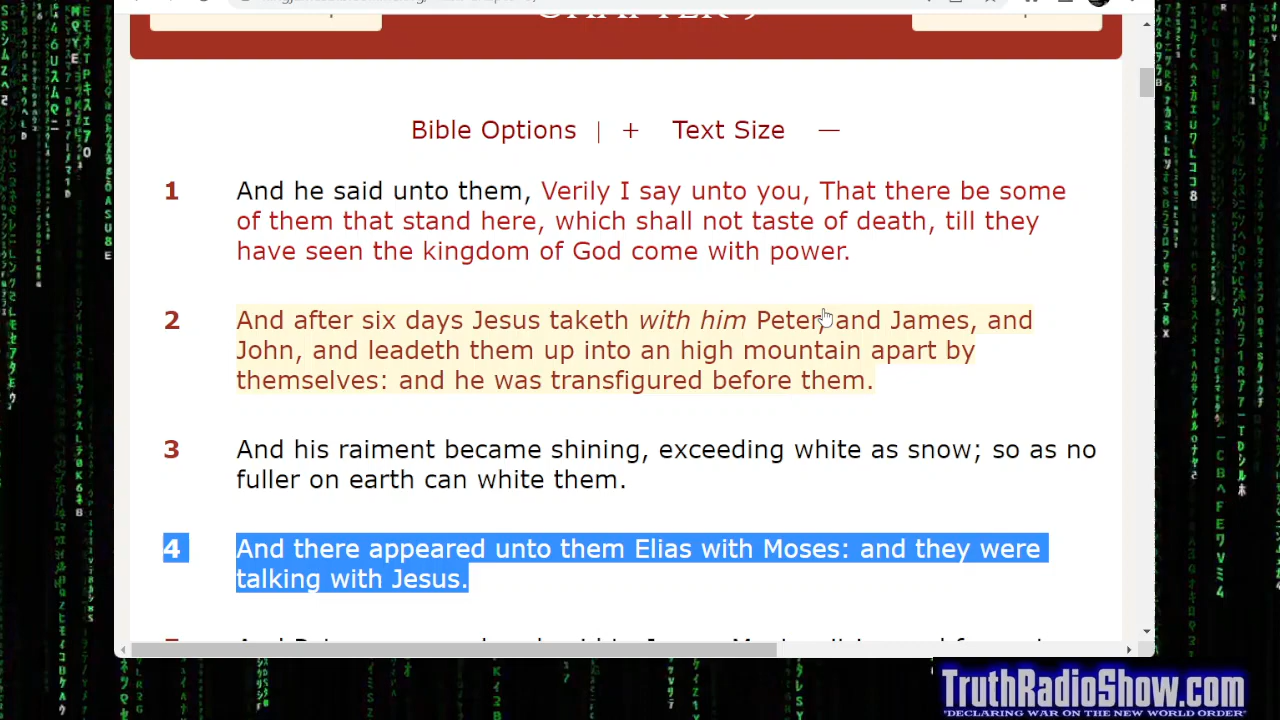 CHAPTER 9
Bible Options | + Text Size —
1 And he said unto them, Verily I say unto you, That there be some
of them that stand here, which shall not taste of death, till they
have seen the kingdom of God come with power.
2 And after six days Jesus taketh with him Peter, and James, and
John, and leadeth them up into an high mountain apart by
themselves: and he was transfigured before them.
3 And his raiment became shining, exceeding white as snow; so as no
fuller on earth can white them.
4 And there appeared unto them Elias with Moses: and they were
talking with Jesus.
TruthRadioShow.com
"DECLARING WAR ON THE NEW WORLD ORDER"